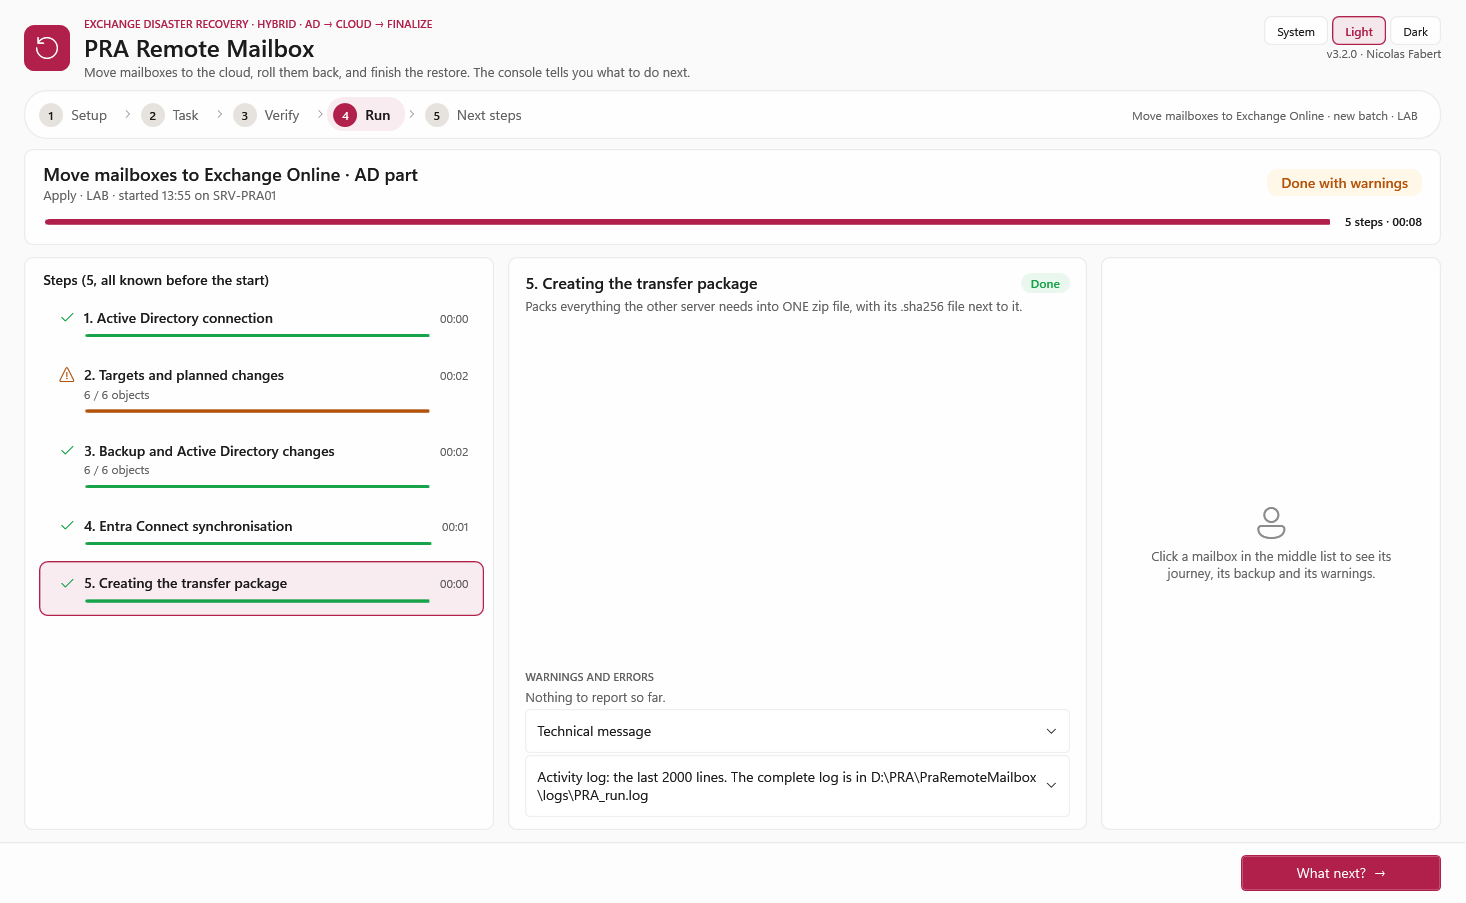 EXCHANGE DISASTER RECOVERY · HYBRID · AD → CLOUD → FINALIZE
PRA Remote Mailbox
Move mailboxes to the cloud, roll them back, and finish the restore. The console tells you what to do next.
System
Light
Dark
v3.2.0 · Nicolas Fabert
1 Setup
2 Task
3 Verify
4 Run
5 Next steps
Move mailboxes to Exchange Online · new batch · LAB
Move mailboxes to Exchange Online · AD part
Apply · LAB · started 13:55 on SRV-PRA01
Done with warnings
5 steps · 00:08
Steps (5, all known before the start)
1. Active Directory connection 00:00
2. Targets and planned changes 00:02
6 / 6 objects
3. Backup and Active Directory changes 00:02
6 / 6 objects
4. Entra Connect synchronisation 00:01
5. Creating the transfer package 00:00
5. Creating the transfer package
Done
Packs everything the other server needs into ONE zip file, with its .sha256 file next to it.
WARNINGS AND ERRORS
Nothing to report so far.
Technical message
Activity log: the last 2000 lines. The complete log is in D:\PRA\PraRemoteMailbox
\logs\PRA_run.log
Click a mailbox in the middle list to see its
journey, its backup and its warnings.
What next? →